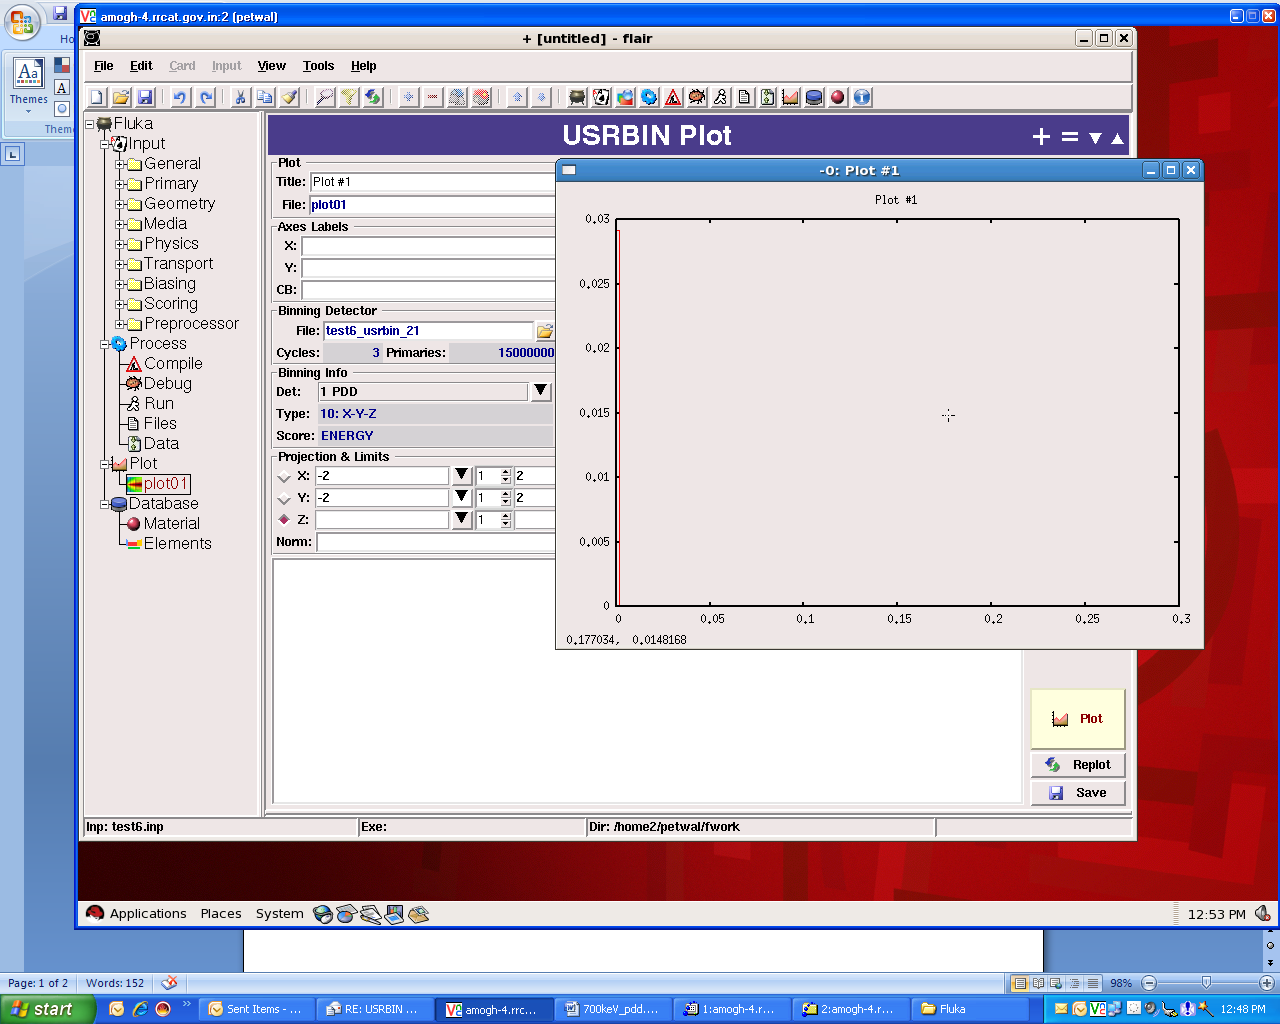 amogh-4.rrcat.gov.in:2 (petwal)
Ho
+ [untitled] - flair
File Edit Card Input View Tools Help
Aa
A
Themes
Theme
Fluka
Input
General
Primary
Geometry
Media
Physics
Transport
Biasing
Scoring
Preprocessor
Process
Compile
Debug
Run
Files
Data
Plot
plot01
Database
Material
Elements
USRBIN Plot
Plot
Title: Plot #1
File: plot01
Axes Labels
X:
Y:
CB:
Binning Detector
File: test6_usrbin_21
Cycles: 3 Primaries: 15000000
Binning Info
Det: 1 PDD
Type: 10: X-Y-Z
Score: ENERGY
Projection & Limits
X: -2 1 2
Y: -2 1 2
Z: 1
Norm:
-0: Plot #1
Plot #1
0.03
0.025
0.02
0.015
0.01
0.005
0
0 0.05 0.1 0.15 0.2 0.25 0.3
0.177034, 0.0148168
Plot
Replot
Save
Inp: test6.inp Exe: Dir: /home2/petwal/fwork
Applications Places System 12:53 PM
Page: 1 of 2 Words: 152 98%
start Sent Items - ... RE: USRBIN ... amogh-4.rrc... 700keV_pdd.... 1:amogh-4.r... 2:amogh-4.r... Fluka 12:48 PM